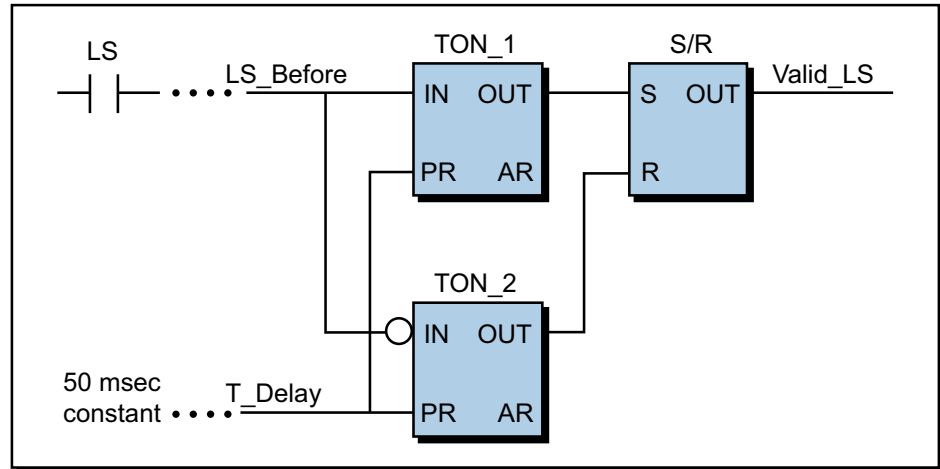 TON_1
S/R
LS
LS_Before
Valid_LS
IN OUT
S OUT
PR AR
R
TON_2
IN OUT
50 msec
constant
T_Delay
PR AR